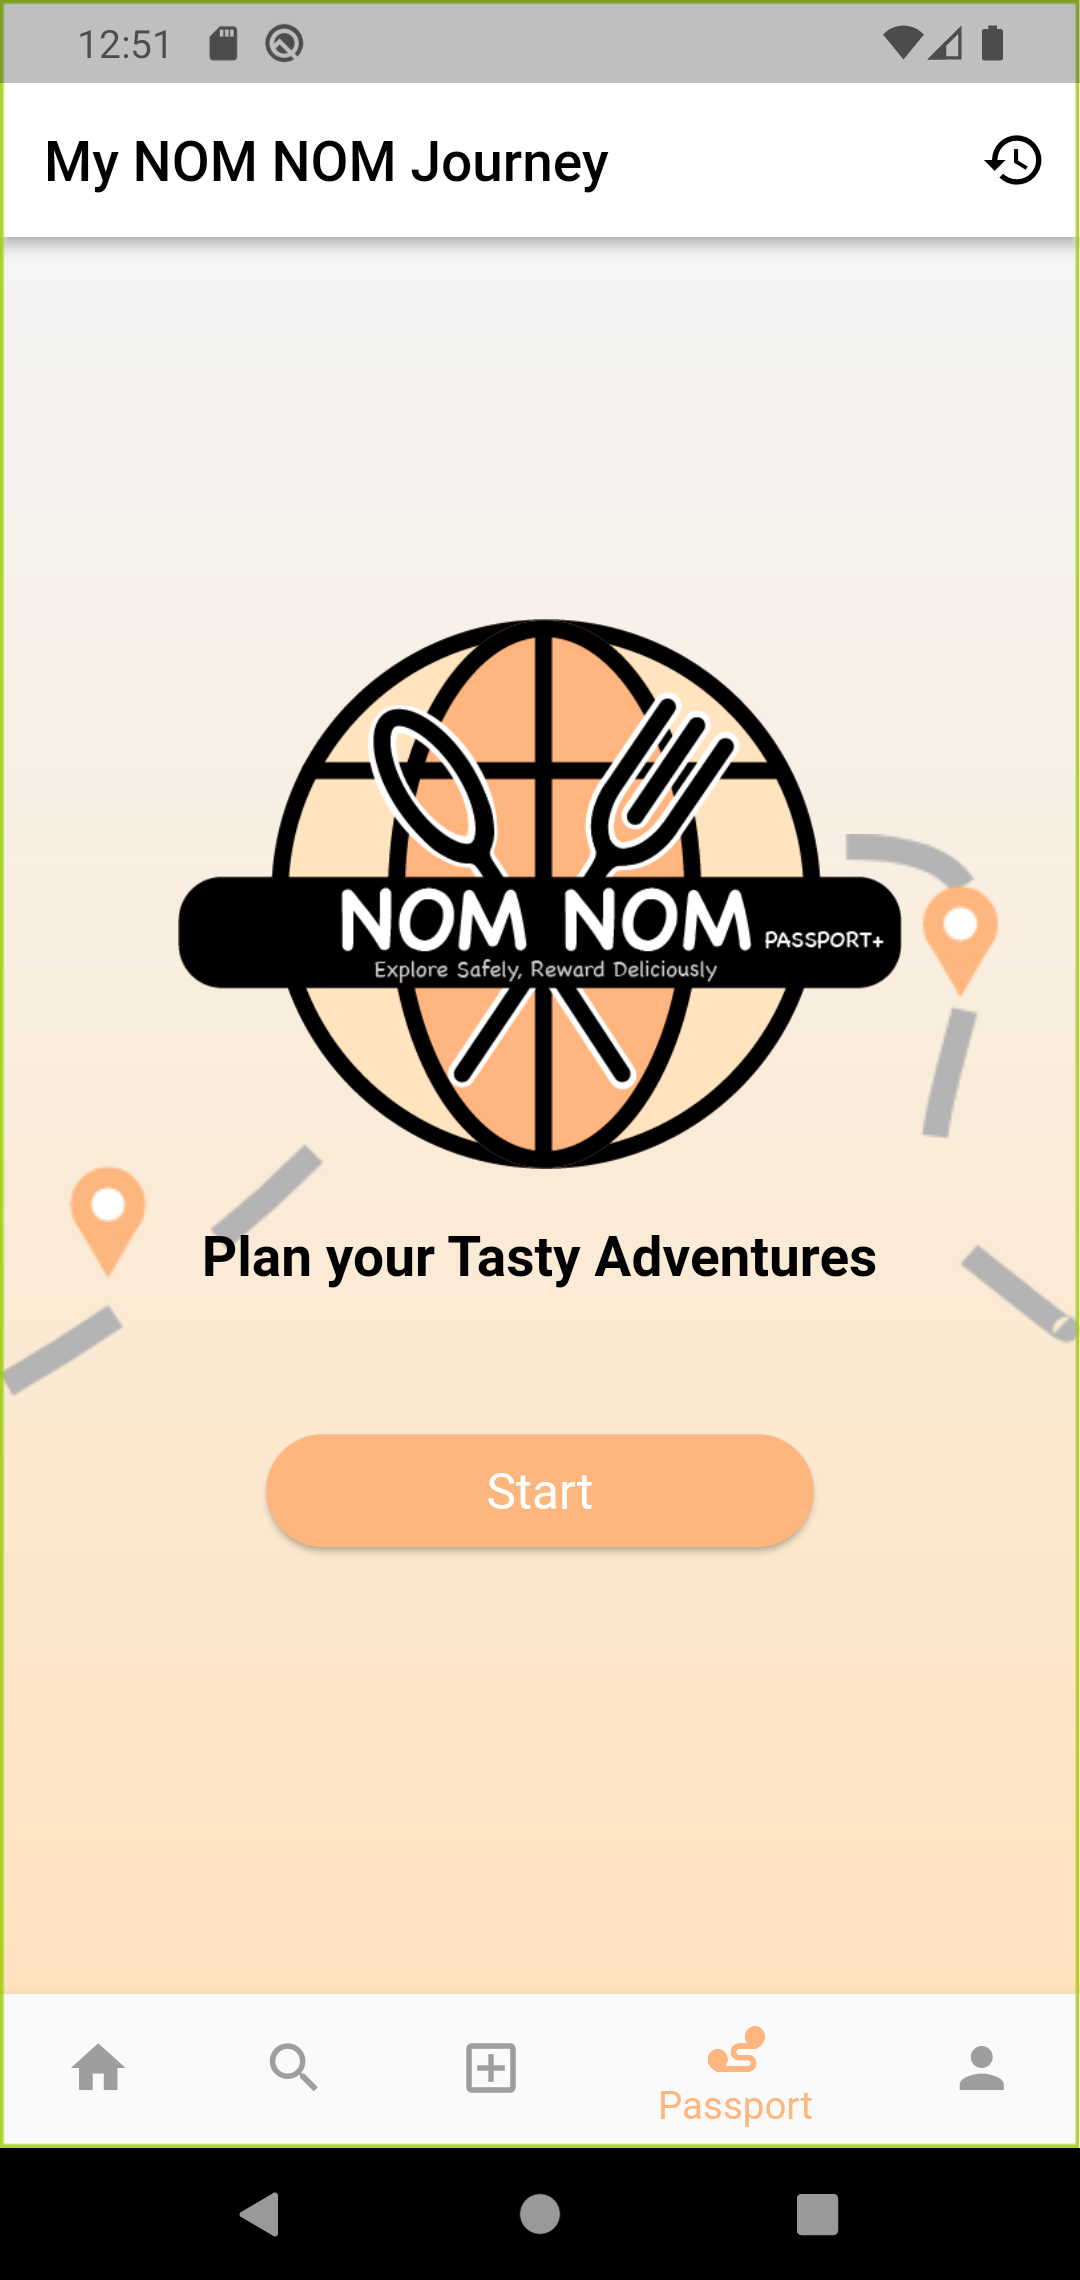 12:51
My NOM NOM Journey
NOM NOM PASSPORT+
Explore Safely, Reward Deliciously
Plan your Tasty Adventures
Start
Passport